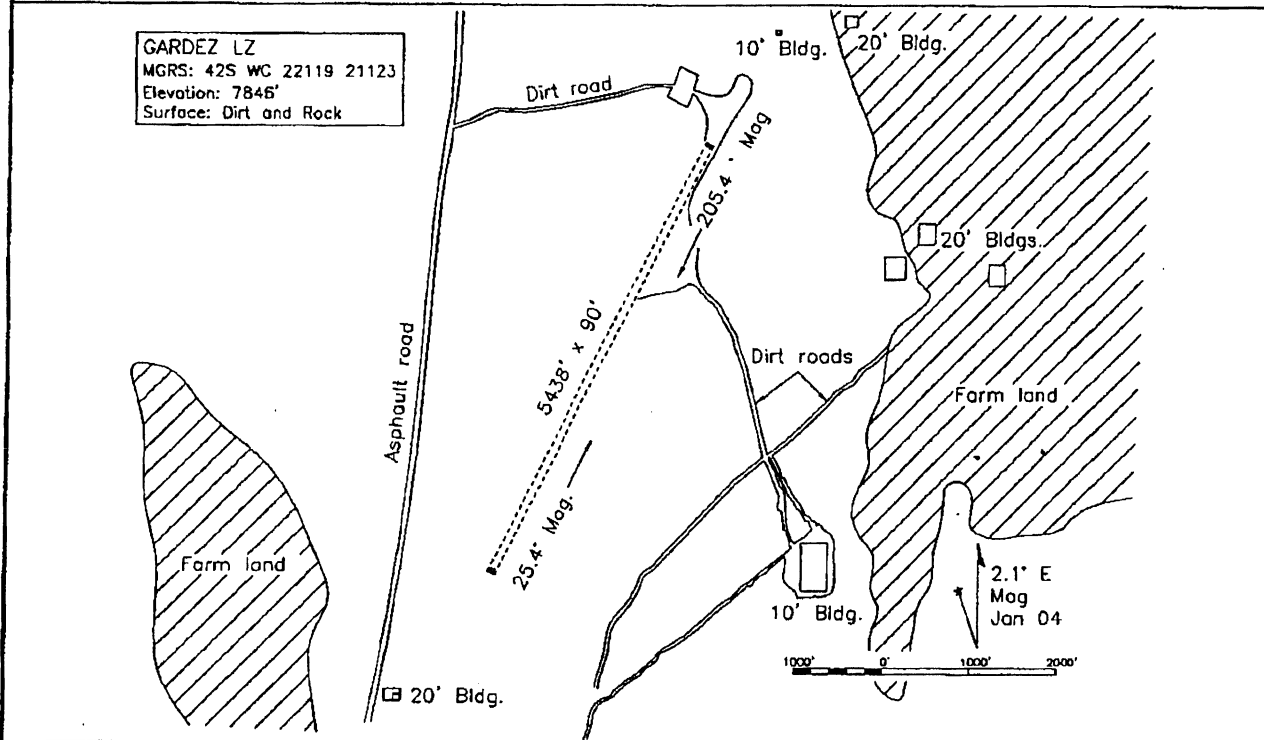 GARDEZ LZ
MGRS: 42S WC 22119 21123
Elevation: 7846'
Surface: Dirt and Rock
10' Bldg.
20' Bldg.
Dirt road
205.4° Mag
20' Bldgs.
Asphault road
5438' x 90'
Dirt roads
Farm land
25.4° Mag.
Farm land
2.1° E
Mag
Jan 04
10' Bldg.
1000' 0' 1000' 2000'
20' Bldg.